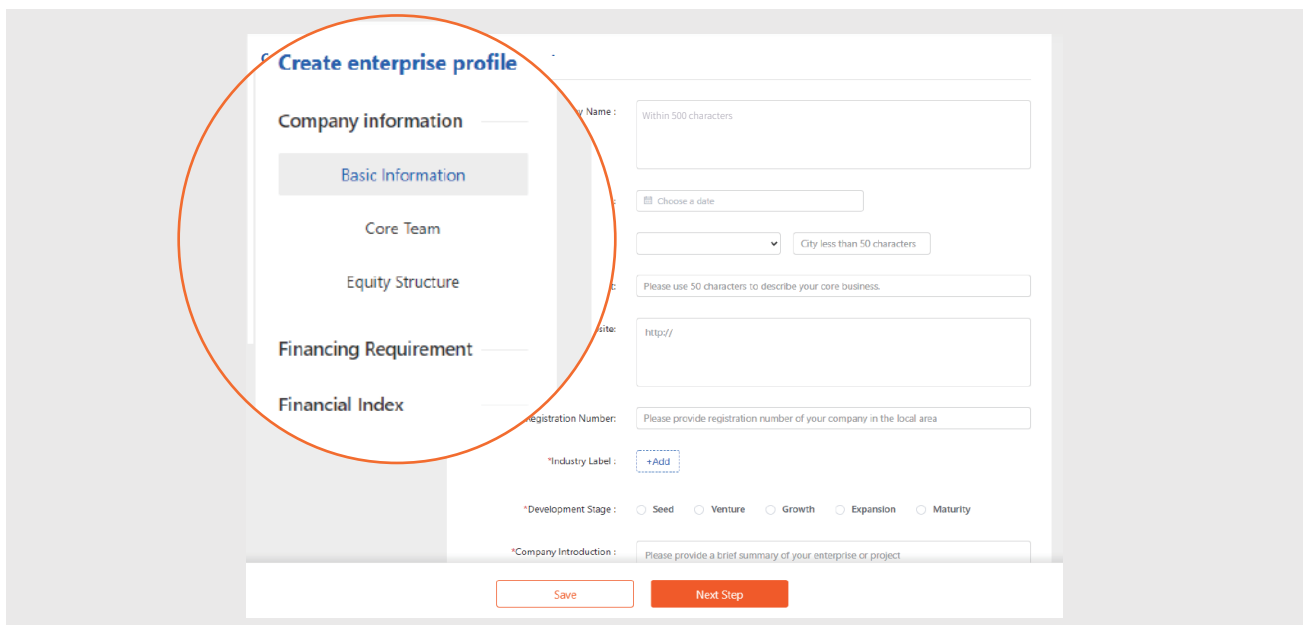 Create enterprise profile
Company information
Basic Information
Core Team
Equity Structure
Financing Requirement
Financial Index
Name :
Within 500 characters
:
Choose a date
City less than 50 characters
:
Please use 50 characters to describe your core business.
http://
Registration Number:
Please provide registration number of your company in the local area
*Industry Label :
+Add
*Development Stage :
Seed Venture Growth Expansion Maturity
*Company Introduction :
Please provide a brief summary of your enterprise or project
Save
Next Step